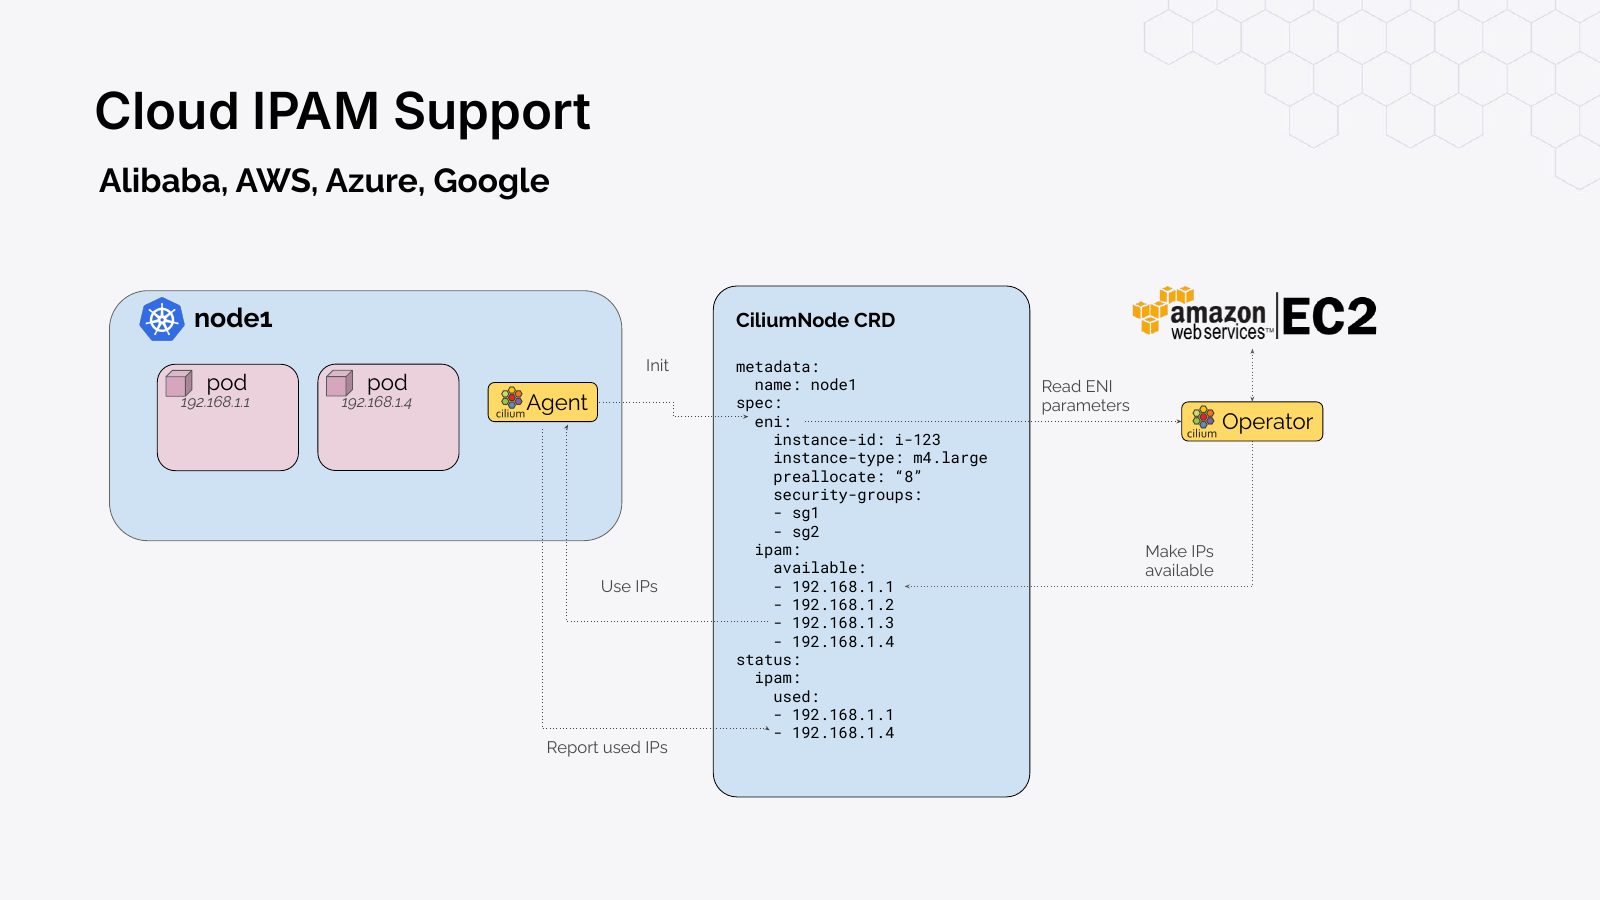 Cloud IPAM Support
Alibaba, AWS, Azure, Google
node1
pod
192.168.1.1
pod
192.168.1.4
cilium
Agent
Init
Use IPs
Report used IPs
CiliumNode CRD
metadata:
name: node1
spec:
eni:
instance-id: i-123
instance-type: m4.large
preallocate: “8”
security-groups:
- sg1
- sg2
ipam:
available:
- 192.168.1.1
- 192.168.1.2
- 192.168.1.3
- 192.168.1.4
status:
ipam:
used:
- 192.168.1.1
- 192.168.1.4
Read ENI
parameters
Make IPs
available
amazon
webservices™
EC2
cilium
Operator